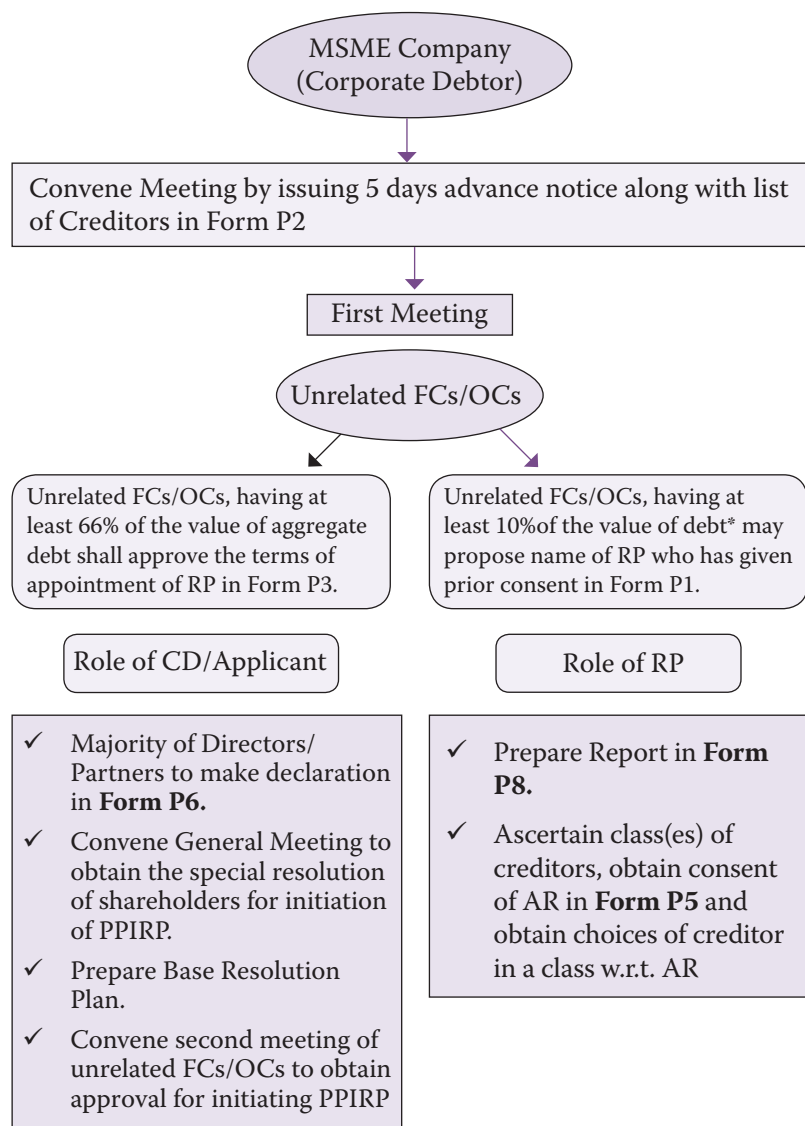 MSME Company
(Corporate Debtor)
Convene Meeting by issuing 5 days advance notice along with list
of Creditors in Form P2
First Meeting
Unrelated FCs/OCs
Unrelated FCs/OCs, having at
least 66% of the value of aggregate
debt shall approve the terms of
appointment of RP in Form P3.
Unrelated FCs/OCs, having at
least 10%of the value of debt* may
propose name of RP who has given
prior consent in Form P1.
Role of CD/Applicant
✓ Majority of Directors/
Partners to make declaration
in Form P6.
✓ Convene General Meeting to
obtain the special resolution
of shareholders for initiation
of PPIRP.
✓ Prepare Base Resolution
Plan.
✓ Convene second meeting of
unrelated FCs/OCs to obtain
approval for initiating PPIRP
Role of RP
✓ Prepare Report in Form
P8.
✓ Ascertain class(es) of
creditors, obtain consent
of AR in Form P5 and
obtain choices of creditor
in a class w.r.t. AR